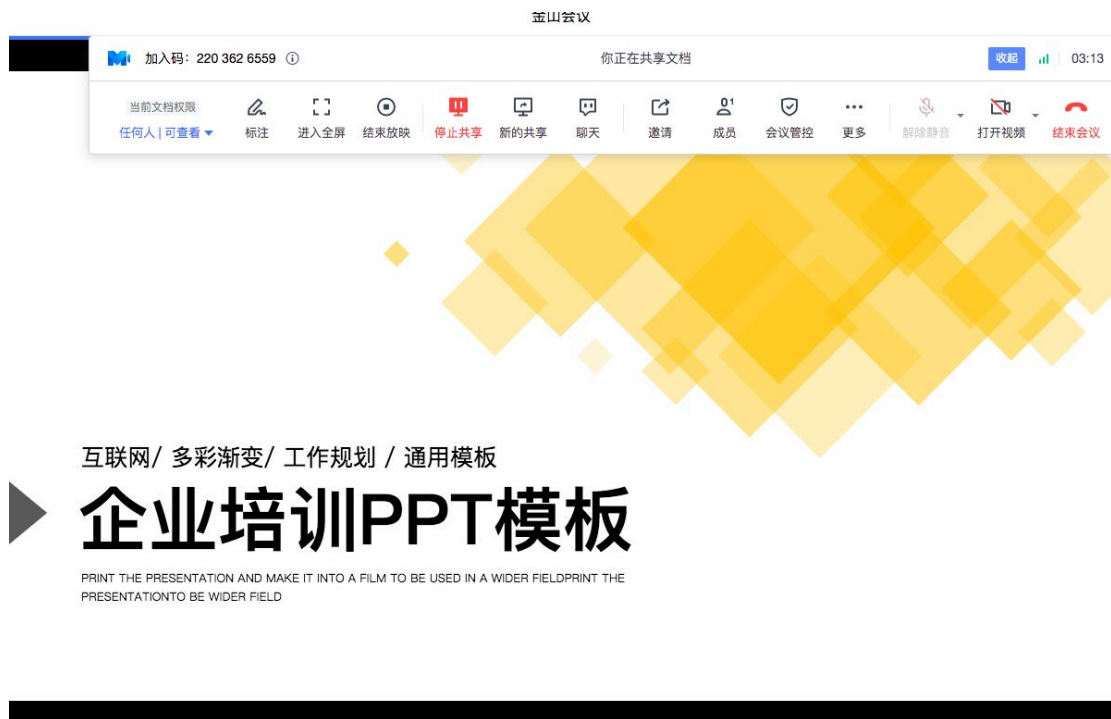 金山会议
加入码：220 362 6559
你正在共享文档
收起
03:13
当前文档权限
任何人 | 可查看
标注
进入全屏
结束放映
停止共享
新的共享
聊天
邀请
1
成员
会议管控
更多
解除静音
打开视频
结束会议
互联网/ 多彩渐变/ 工作规划 / 通用模板
企业培训PPT模板
PRINT THE PRESENTATION AND MAKE IT INTO A FILM TO BE USED IN A WIDER FIELDPRINT THE
PRESENTATIONTO BE WIDER FIELD